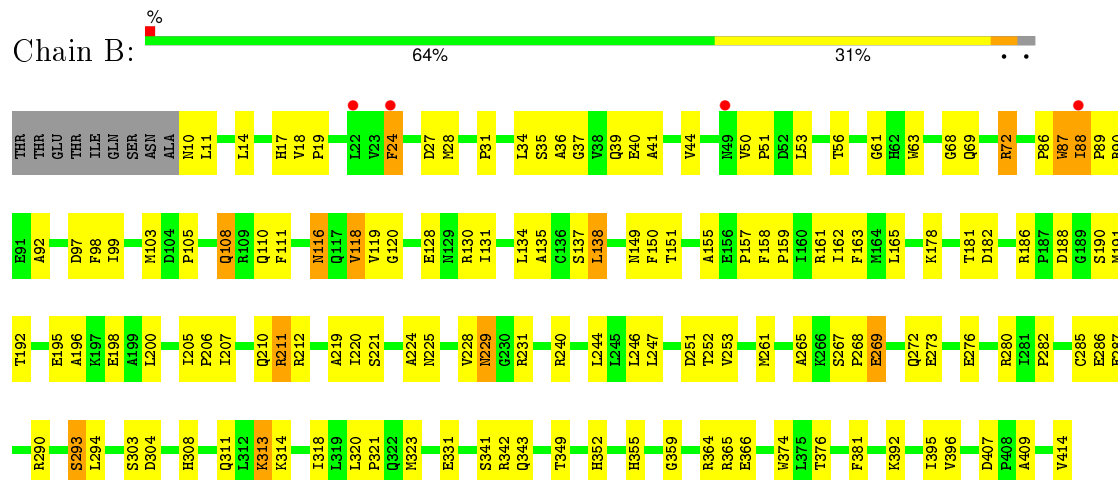 %
Chain B:
64% 31% • •
THR THR GLU THR ILE GLN SER ASN ALA N10 L11 L14 H17 V18 P19 L22 V23 F24 D27 M28 P31 L34 S35 A36 G37 V38 Q39 E40 A41 V44 N49 V50 P51 D52 L53 T56 G61 H62 W63 G68 Q69 R72 P86 W87 I88 P89 R90
E91 A92 D97 F98 I99 M103 D104 P105 Q108 R109 Q110 F111 N116 Q117 V118 V119 G120 E128 N129 R130 I131 L134 A135 C136 S137 L138 N149 F150 T151 A155 E156 P157 F158 P159 I160 R161 I162 F163 M164 L165 K178 T181 D182 R186 P187 D188 G189 S190 M191
T192 E195 A196 K197 E198 A199 L200 I205 P206 I207 Q210 R211 R212 A219 I220 S221 A224 N225 V228 N229 G230 R231 R240 L244 L245 L246 L247 D251 T252 V253 M261 A265 K266 S267 P268 E269 Q272 E273 E276 R280 I281 P282 C285 E286
R290 S293 L294 S303 D304 H308 Q311 L312 K313 K314 I318 L319 L320 P321 Q322 M323 E331 S341 R342 Q343 T349 H352 H355 G359 R364 R365 E366 W374 L375 T376 F381 K392 I395 V396 D407 P408 A409 V414